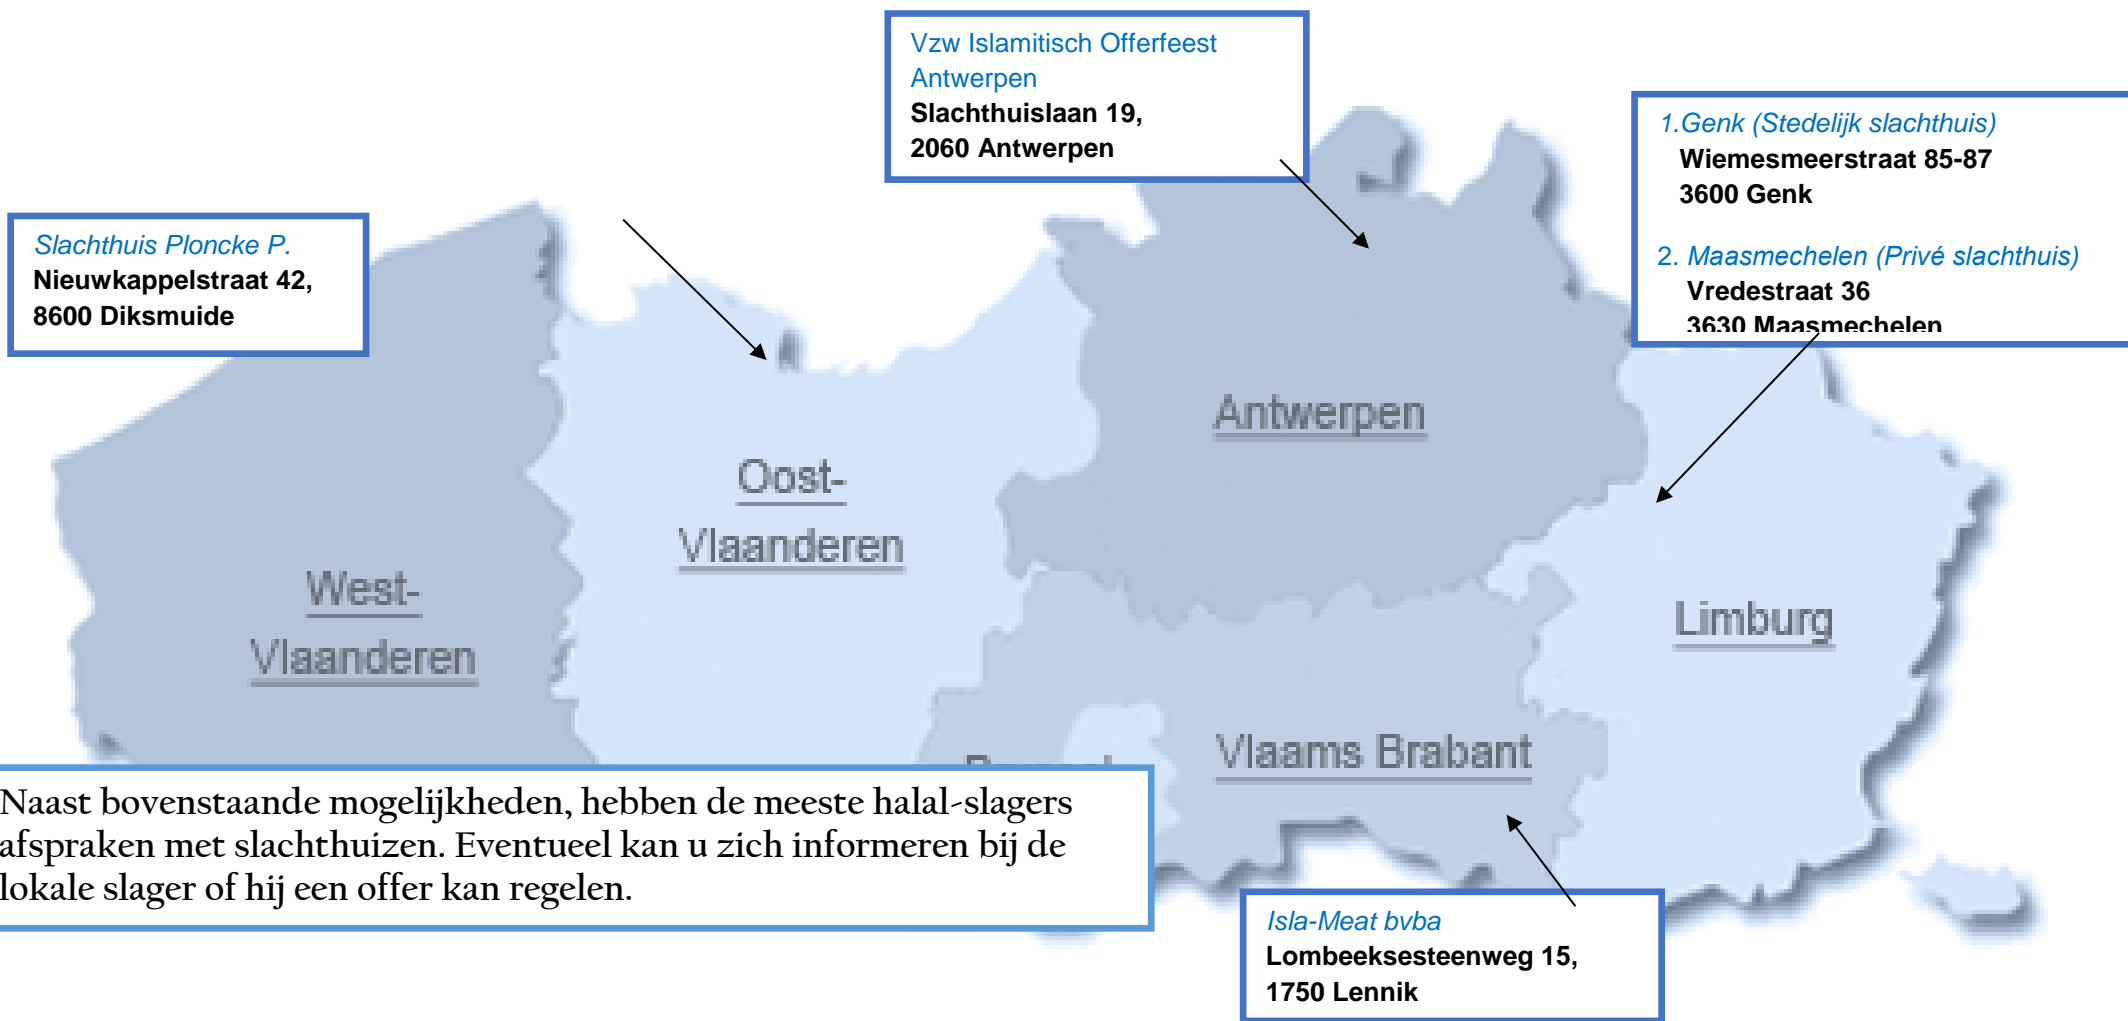 Vzw Islamitisch Offerfeest
Antwerpen
Slachthuislaan 19,
2060 Antwerpen
1.Genk (Stedelijk slachthuis)
Wiemesmeerstraat 85-87
3600 Genk
2. Maasmechelen (Privé slachthuis)
Vredestraat 36
3630 Maasmechelen
Slachthuis Ploncke P.
Nieuwkappelstraat 42,
8600 Diksmuide
Antwerpen
Oost-
Vlaanderen
West-
Vlaanderen
Limburg
Vlaams Brabant
Naast bovenstaande mogelijkheden, hebben de meeste halal-slagers
afspraken met slachthuizen. Eventueel kan u zich informeren bij de
lokale slager of hij een offer kan regelen.
Isla-Meat bvba
Lombeeksesteenweg 15,
1750 Lennik